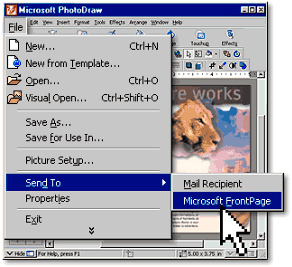 Microsoft PhotoDraw
File Edit View Insert Format Tools Effects Arrange Window Help
Touchup Effects
New... Ctrl+N
New from Template...
Open... Ctrl+O
Visual Open... Ctrl+Shift+O
Save As...
Save for Use In...
Picture Setup...
Send To
Properties
Exit
re works
Mail Recipient
Microsoft FrontPage
Hide For Help, press F1 5.00 x 3.75 in